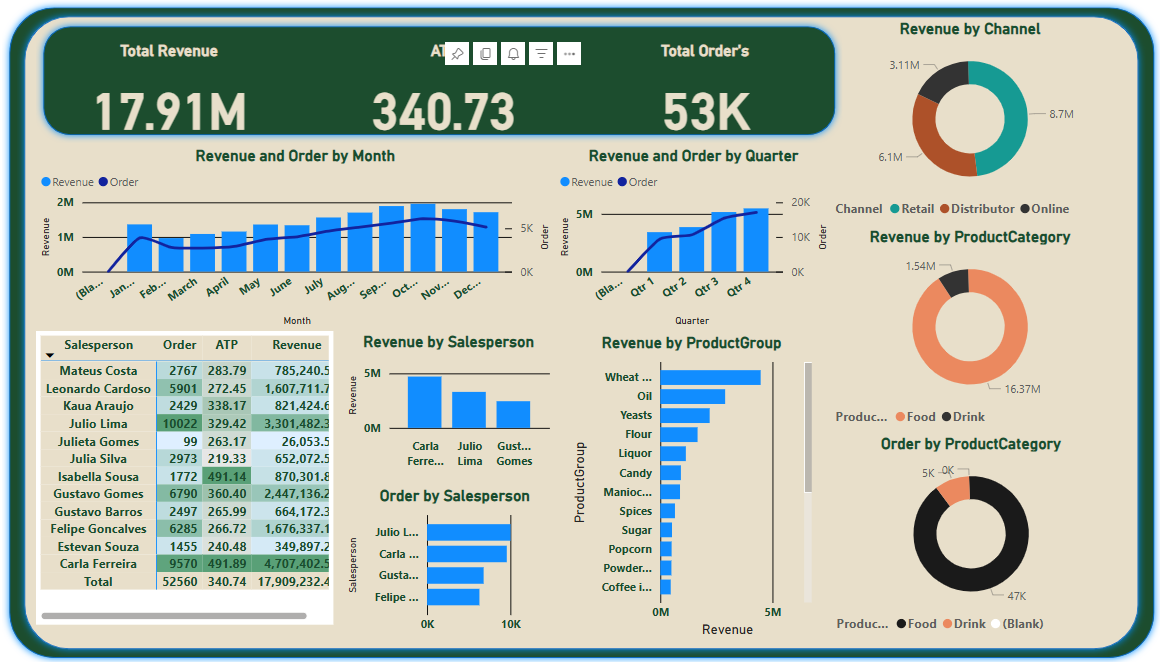 Total Revenue
AT
Total Order's
17.91M
340.73
53K
Revenue by Channel
3.11M
8.7M
6.1M
Channel Retail Distributor Online
Revenue and Order by Month
Revenue Order
2M
1M
0M
5K
0K
Revenue
Order
(Bla... Jan... Feb... March April May June July Aug... Sep... Oct... Nov... Dec...
Month
Revenue and Order by Quarter
Revenue Order
5M
0M
20K
10K
0K
Revenue
Order
(Bla... Qtr 1 Qtr 2 Qtr 3 Qtr 4
Quarter
Revenue by ProductCategory
1.54M
16.37M
Produc... Food Drink
Salesperson Order ATP Revenue
Mateus Costa 2767 283.79 785,240.5
Leonardo Cardoso 5901 272.45 1,607,711.7
Kaua Araujo 2429 338.17 821,424.6
Julio Lima 10022 329.42 3,301,482.3
Julieta Gomes 99 263.17 26,053.5
Julia Silva 2973 219.33 652,072.5
Isabella Sousa 1772 491.14 870,301.8
Gustavo Gomes 6790 360.40 2,447,136.2
Gustavo Barros 2497 265.99 664,172.3
Felipe Goncalves 6285 266.72 1,676,337.1
Estevan Souza 1455 240.48 349,897.2
Carla Ferreira 9570 491.89 4,707,402.5
Total 52560 340.74 17,909,232.4
Revenue by Salesperson
5M
0M
Revenue
Carla Ferre...
Julio Lima
Gust... Gomes
Order by Salesperson
Salesperson
Julio L...
Carla ...
Gusta...
Felipe ...
0K 10K
Revenue by ProductGroup
ProductGroup
Wheat ...
Oil
Yeasts
Flour
Liquor
Candy
Manioc...
Spices
Sugar
Popcorn
Powder...
Coffee i...
0M 5M
Revenue
Order by ProductCategory
5K
0K
47K
Produc... Food Drink (Blank)